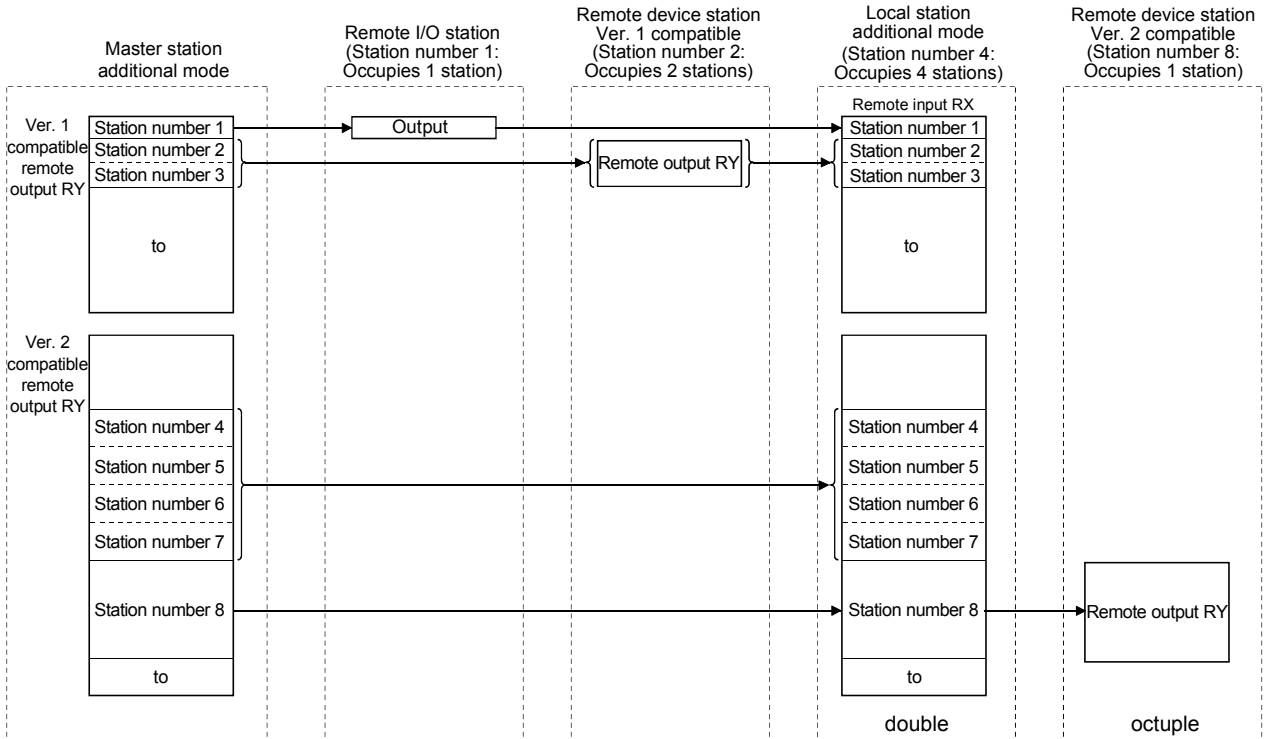 Master station
additional mode
Remote I/O station
(Station number 1:
Occupies 1 station)
Remote device station
Ver. 1 compatible
(Station number 2:
Occupies 2 stations)
Local station
additional mode
(Station number 4:
Occupies 4 stations)
Remote device station
Ver. 2 compatible
(Station number 8:
Occupies 1 station)
Ver. 1
compatible
remote
output RY
Station number 1
Station number 2
Station number 3
to
Output
Remote output RY
Remote input RX
Station number 1
Station number 2
Station number 3
to
Ver. 2
compatible
remote
output RY
Station number 4
Station number 5
Station number 6
Station number 7
Station number 8
to
Station number 4
Station number 5
Station number 6
Station number 7
Station number 8
to
Remote output RY
double
octuple